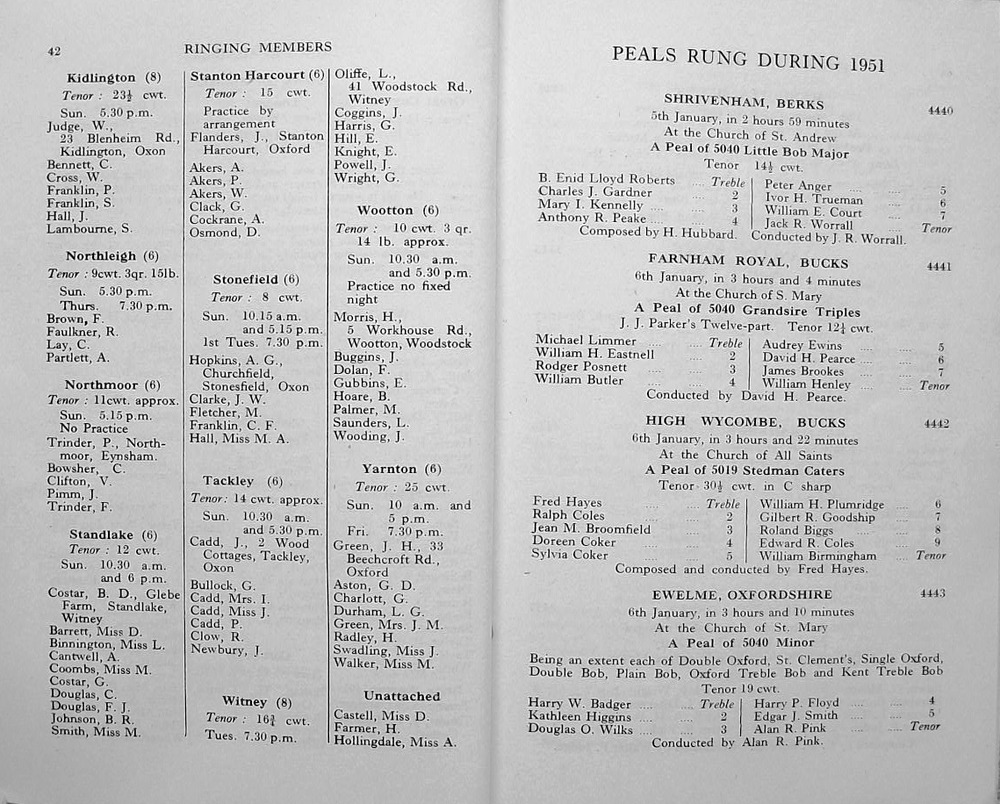 42
RINGING MEMBERS
Kidlington (8)
Tenor : 23½ cwt.
Sun. 5.30 p.m.
Judge, W.,
23 Blenheim Rd.,
Kidlington, Oxon
Bennett, C.
Cross, W.
Franklin, P.
Franklin, S.
Hall, J.
Lambourne, S.
Northleigh (6)
Tenor : 9cwt. 3qr. 15lb.
Sun. 5.30 p.m.
Thurs. 7.30 p.m.
Brown, F.
Faulkner, R.
Lay, C.
Partlett, A.
Northmoor (6)
Tenor : 11cwt. approx.
Sun. 5.15 p.m.
No Practice
Trinder, P., North-
moor, Eynsham.
Bowsher, C.
Clifton, V.
Pimm, J.
Trinder, F.
Standlake (6)
Tenor : 12 cwt.
Sun. 10.30 a.m.
and 6 p.m.
Costar, B. D., Glebe
Farm, Standlake,
Witney
Barrett, Miss D.
Binnington, Miss L.
Cantwell, A.
Coombs, Miss M.
Costar, G.
Douglas, C.
Douglas, F. J.
Johnson, B. R.
Smith, Miss M.
Stanton Harcourt (6)
Tenor : 15 cwt.
Practice by
arrangement
Flanders, J., Stanton
Harcourt, Oxford
Akers, A.
Akers, P.
Akers, W.
Clack, G.
Cockrane, A.
Osmond, D.
Stonefield (6)
Tenor : 8 cwt.
Sun. 10.15 a.m.
and 5.15 p.m.
1st Tues. 7.30 p.m.
Hopkins, A. G.,
Churchfield,
Stonesfield, Oxon
Clarke, J. W.
Fletcher, M.
Franklin, C. F.
Hall, Miss M. A.
Tackley (6)
Tenor: 14 cwt. approx.
Sun. 10.30 a.m.
and 5.30 p.m.
Cadd, J., 2 Wood
Cottages, Tackley,
Oxon
Bullock, G.
Cadd, Mrs. I.
Cadd, Miss J.
Cadd, P.
Clow, R.
Newbury, J.
Witney (8)
Tenor : 16¾ cwt.
Tues. 7.30 p.m.
Oliffe, L.,
41 Woodstock Rd.,
Witney
Coggins, J.
Harris, G.
Hill, E.
Knight, E.
Powell, J.
Wright, G.
Wootton (6)
Tenor : 10 cwt. 3 qr.
14 lb. approx.
Sun. 10.30 a.m.
and 5.30 p.m.
Practice no fixed
night
Morris, H.,
5 Workhouse Rd.,
Wootton, Woodstock
Buggins, J.
Dolan, F.
Gubbins, E.
Hoare, B.
Palmer, M.
Saunders, L.
Wooding, J.
Yarnton (6)
Tenor : 25 cwt.
Sun. 10 a.m. and
5 p.m.
Fri. 7.30 p.m.
Green, J. H., 33
Beechcroft Rd.,
Oxford
Aston, G. D.
Charlott, G.
Durham, L. G.
Green, Mrs. J. M.
Radley, H.
Swadling, Miss J.
Walker, Miss M.
Unattached
Castell, Miss D.
Farmer, H.
Hollingdale, Miss A.
PEALS RUNG DURING 1951
SHRIVENHAM, BERKS 4440
5th January, in 2 hours 59 minutes
At the Church of St. Andrew
A Peal of 5040 Little Bob Major
Tenor 14½ cwt.
B. Enid Lloyd Roberts Treble Peter Anger .... 5
Charles J. Gardner 2 Ivor H. Trueman .... 6
Mary I. Kennelly .... 3 William E. Court .... 7
Anthony R. Peake .... 4 Jack R. Worrall .... Tenor
Composed by H. Hubbard. Conducted by J. R. Worrall.
FARNHAM ROYAL, BUCKS 4441
6th January, in 3 hours and 4 minutes
At the Church of S. Mary
A Peal of 5040 Grandsire Triples
J. J. Parker's Twelve-part. Tenor 12¼ cwt.
Michael Limmer .... Treble Audrey Ewins .... 5
William H. Eastnell .... 2 David H. Pearce .... 6
Rodger Posnett .... 3 James Brookes .... 7
William Butler .... 4 William Henley .... Tenor
Conducted by David H. Pearce.
HIGH WYCOMBE, BUCKS 4442
6th January, in 3 hours and 22 minutes
At the Church of All Saints
A Peal of 5019 Stedman Caters
Tenor 30½ cwt. in C sharp
Fred Hayes .... Treble William H. Plumridge .... 6
Ralph Coles .... 2 Gilbert R. Goodship .... 7
Jean M. Broomfield .... 3 Roland Biggs .... 8
Doreen Coker .... 4 Edward R. Coles .... 9
Sylvia Coker .... 5 William Birmingham .... Tenor
Composed and conducted by Fred Hayes.
EWELME, OXFORDSHIRE 4443
6th January, in 3 hours and 10 minutes
At the Church of St. Mary
A Peal of 5040 Minor
Being an extent each of Double Oxford, St. Clement's, Single Oxford,
Double Bob, Plain Bob, Oxford Treble Bob and Kent Treble Bob
Tenor 19 cwt.
Harry W. Badger .... Treble Harry P. Floyd .... 4
Kathleen Higgins .... 2 Edgar J. Smith .... 5
Douglas O. Wilks .... 3 Alan R. Pink .... Tenor
Conducted by Alan R. Pink.